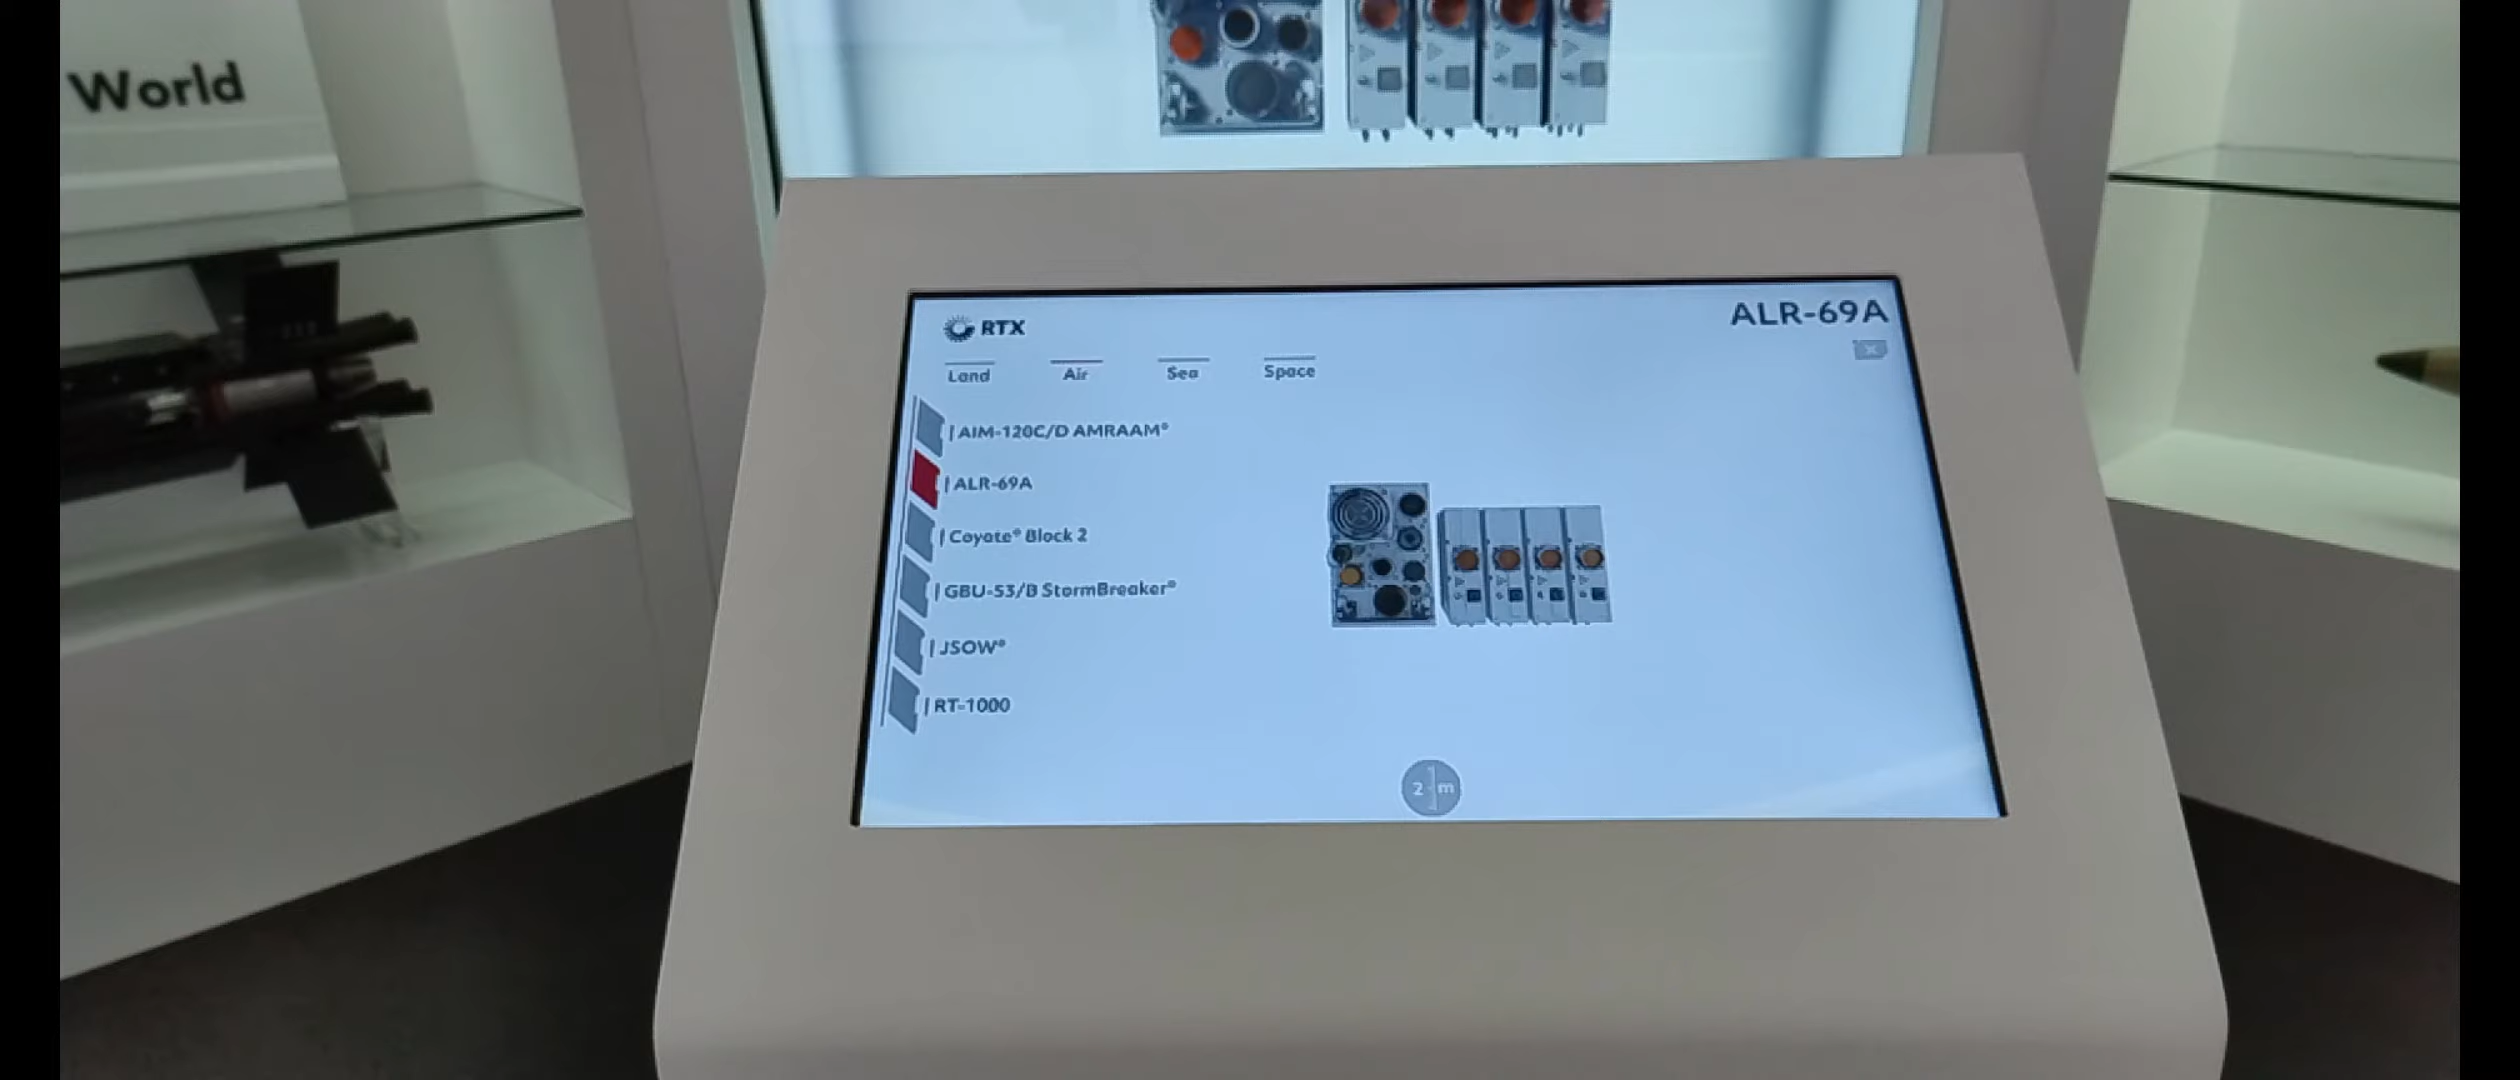 World
RTX
ALR-69A
Land
Air
Sea
Space
AIM-120C/D AMRAAM®
ALR-69A
Coyote® Block 2
GBU-53/B StormBreaker®
JSOW®
RT-1000
2 m